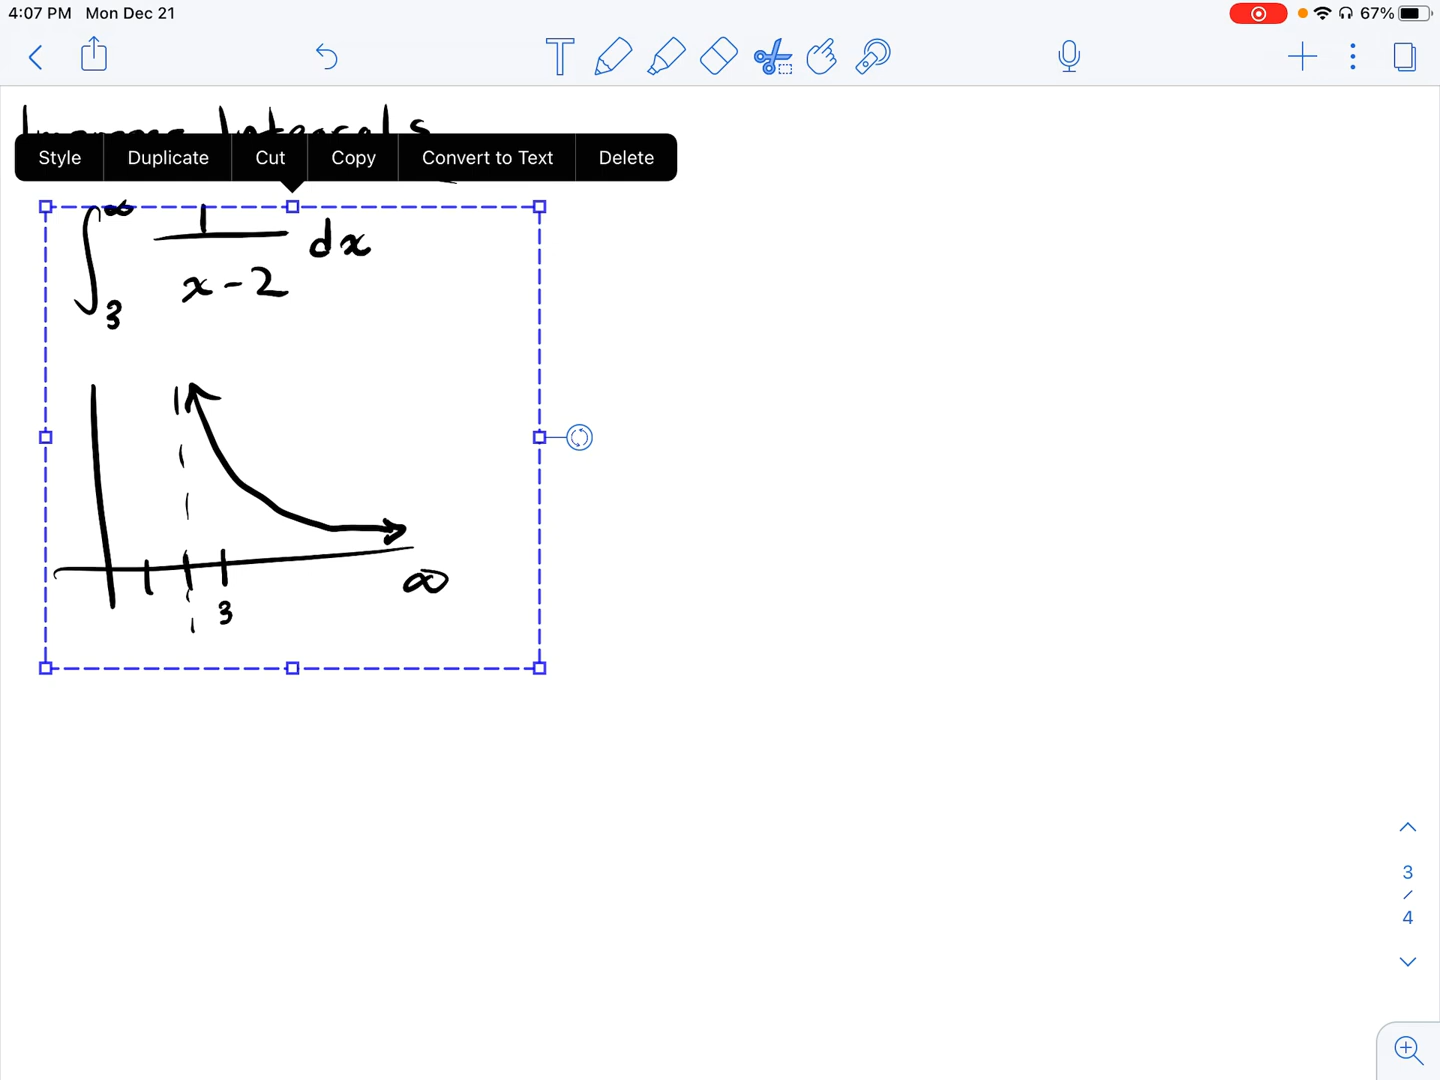 4:07 PM Mon Dec 21
67%
Integrals
Style Duplicate Cut Copy Convert to Text Delete
∫₃^∞ 1/(x-2) dx
3
∞
3
/
4